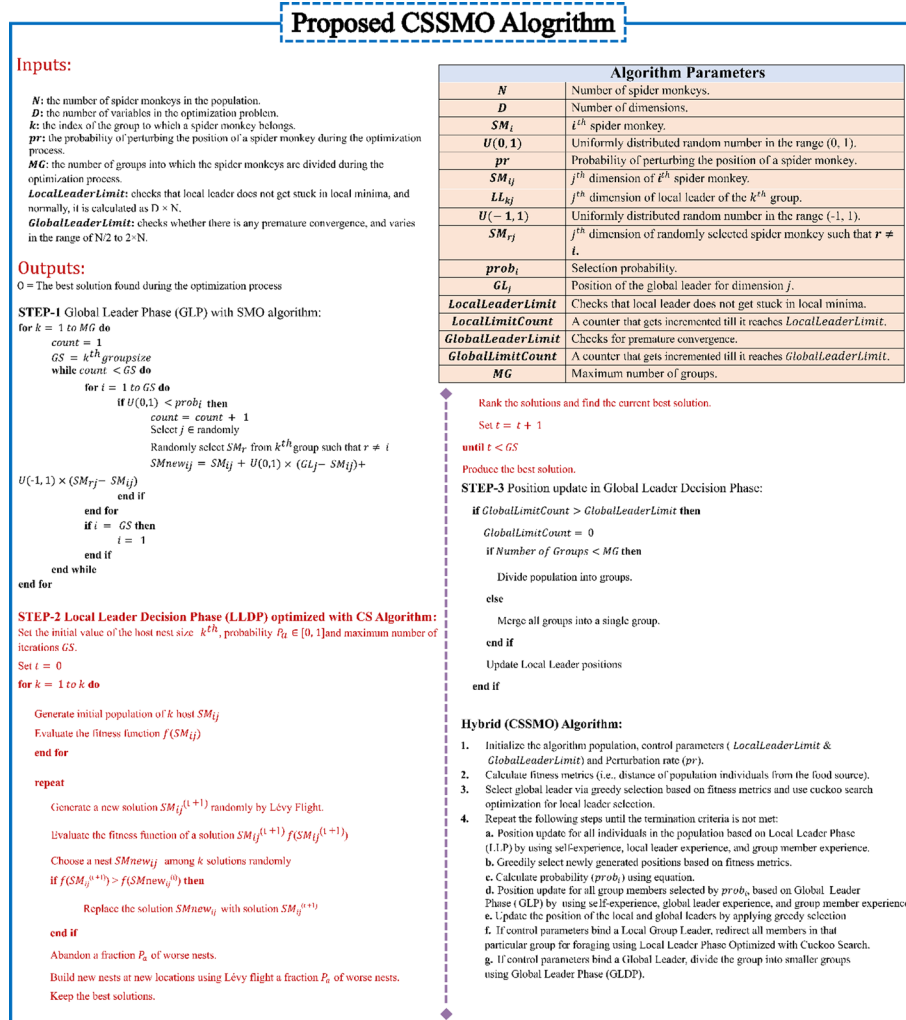 Proposed CSSMO Alogrithm
Inputs:
N: the number of spider monkeys in the population.
D: the number of variables in the optimization problem.
k: the index of the group to which a spider monkey belongs.
pr: the probability of perturbing the position of a spider monkey during the optimization
process.
MG: the number of groups into which the spider monkeys are divided during the
optimization process.
LocalLeaderLimit: checks that local leader does not get stuck in local minima, and
normally, it is calculated as D × N.
GlobalLeaderLimit: checks whether there is any premature convergence, and varies
in the range of N/2 to 2×N.
Outputs:
O = The best solution found during the optimization process
STEP-1 Global Leader Phase (GLP) with SMO algorithm:
for k = 1 to MG do
count = 1
GS = k^th groupsize
while count < GS do
for i = 1 to GS do
if U(0,1) < prob_i then
count = count + 1
Select j ∈ randomly
Randomly select SM_r from k^th group such that r ≠ i
SMnew_ij = SM_ij + U(0,1) × (GL_j− SM_ij)+
U(-1, 1) × (SM_rj− SM_ij)
end if
end for
if i = GS then
i = 1
end if
end while
end for
STEP-2 Local Leader Decision Phase (LLDP) optimized with CS Algorithm:
Set the initial value of the host nest size k^th, probability P_a ∈ [0, 1]and maximum number of
iterations GS.
Set t = 0
for k = 1 to k do
Generate initial population of k host SM_ij
Evaluate the fitness function f(SM_ij)
end for
repeat
Generate a new solution SM_ij^(t+1) randomly by Lévy Flight.
Evaluate the fitness function of a solution SM_ij^(t+1) f(SM_ij^(t+1))
Choose a nest SMnew_ij among k solutions randomly
if f(SM_ij^(t+1)) > f(SMnew_ij^(t)) then
Replace the solution SMnew_ij with solution SM_ij^(t+1)
end if
Abandon a fraction P_a of worse nests.
Build new nests at new locations using Lévy flight a fraction P_a of worse nests.
Keep the best solutions.
Algorithm Parameters
N Number of spider monkeys.
D Number of dimensions.
SM_i i^th spider monkey.
U(0, 1) Uniformly distributed random number in the range (0, 1).
pr Probability of perturbing the position of a spider monkey.
SM_ij j^th dimension of i^th spider monkey.
LL_kj j^th dimension of local leader of the k^th group.
U(− 1, 1) Uniformly distributed random number in the range (-1, 1).
SM_rj j^th dimension of randomly selected spider monkey such that r ≠
i.
prob_i Selection probability.
GL_j Position of the global leader for dimension j.
LocalLeaderLimit Checks that local leader does not get stuck in local minima.
LocalLimitCount A counter that gets incremented till it reaches LocalLeaderLimit.
GlobalLeaderLimit Checks for premature convergence.
GlobalLimitCount A counter that gets incremented till it reaches GlobalLeaderLimit.
MG Maximum number of groups.
Rank the solutions and find the current best solution.
Set t = t + 1
until t < GS
Produce the best solution.
STEP-3 Position update in Global Leader Decision Phase:
if GlobalLimitCount > GlobalLeaderLimit then
GlobalLimitCount = 0
if Number of Groups < MG then
Divide population into groups.
else
Merge all groups into a single group.
end if
Update Local Leader positions
end if
Hybrid (CSSMO) Algorithm:
1. Initialize the algorithm population, control parameters ( LocalLeaderLimit &
GlobalLeaderLimit) and Perturbation rate (pr).
2. Calculate fitness metrics (i.e., distance of population individuals from the food source).
3. Select global leader via greedy selection based on fitness metrics and use cuckoo search
optimization for local leader selection.
4. Repeat the following steps until the termination criteria is not met:
a. Position update for all individuals in the population based on Local Leader Phase
(LLP) by using self-experience, local leader experience, and group member experience.
b. Greedily select newly generated positions based on fitness metrics.
c. Calculate probability (prob_i) using equation.
d. Position update for all group members selected by prob_i, based on Global Leader
Phase ( GLP) by using self-experience, global leader experience, and group member experience
e. Update the position of the local and global leaders by applying greedy selection
f. If control parameters bind a Local Group Leader, redirect all members in that
particular group for foraging using Local Leader Phase Optimized with Cuckoo Search.
g. If control parameters bind a Global Leader, divide the group into smaller groups
using Global Leader Phase (GLDP).